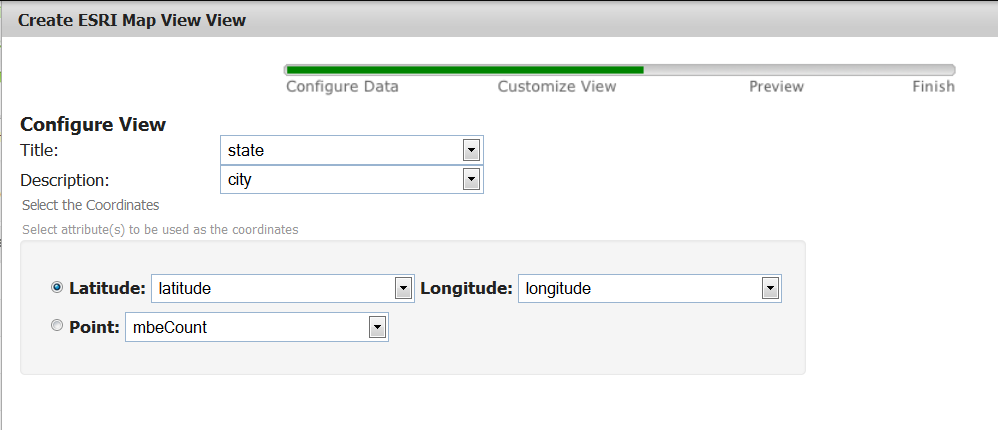 Create ESRI Map View View
Configure Data Customize View Preview Finish
Configure View
Title: state
Description: city
Select the Coordinates
Select attribute(s) to be used as the coordinates
Latitude: latitude Longitude: longitude
Point: mbeCount